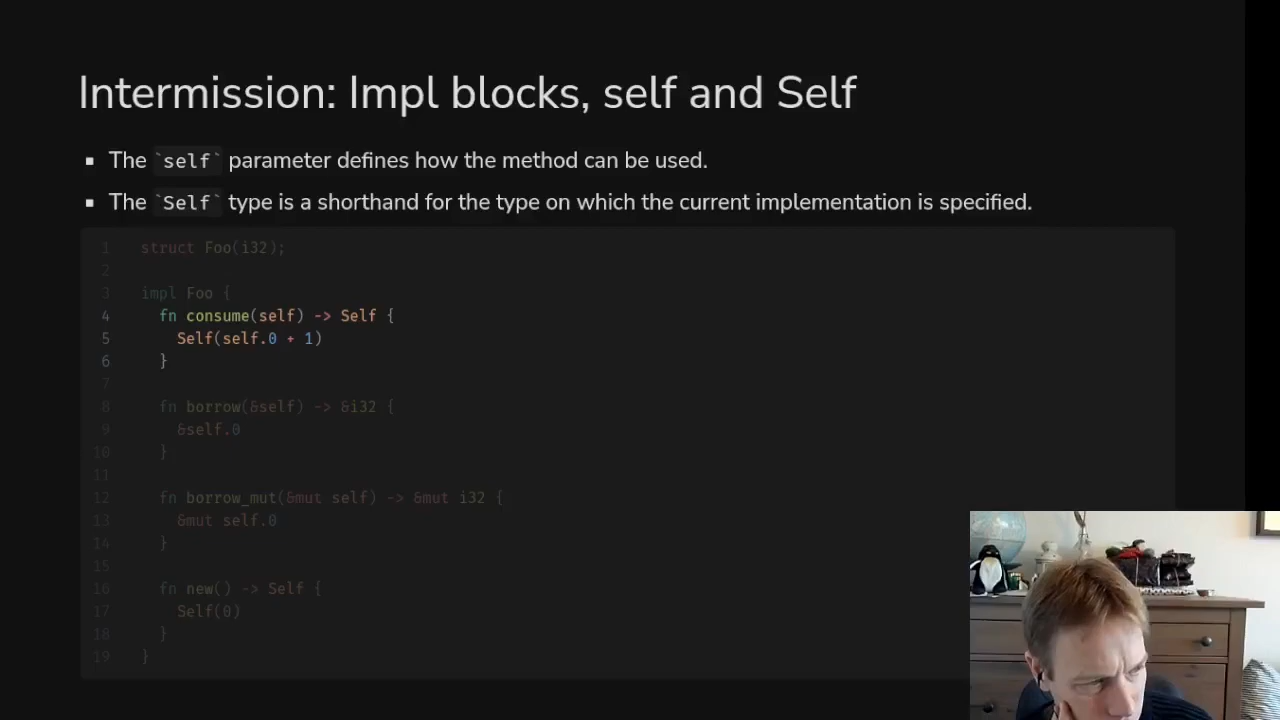 Intermission: Impl blocks, self and Self
▪ The `self` parameter defines how the method can be used.
▪ The `Self` type is a shorthand for the type on which the current implementation is specified.
1 struct Foo(i32);
2
3 impl Foo {
4 fn consume(self) -> Self {
5 Self(self.0 + 1)
6 }
7
8 fn borrow(&self) -> &i32 {
9 &self.0
10 }
11
12 fn borrow_mut(&mut self) -> &mut i32 {
13 &mut self.0
14 }
15
16 fn new() -> Self {
17 Self(0)
18 }
19 }